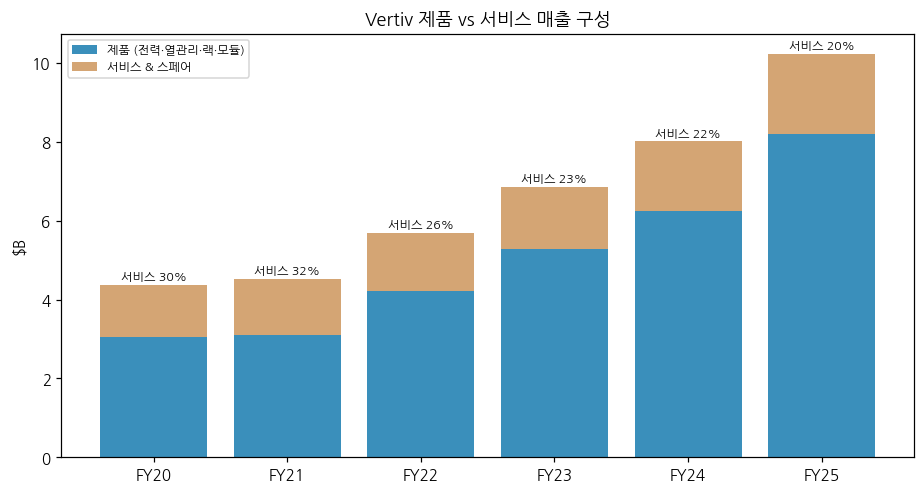 Vertiv 제품 vs 서비스 매출 구성
제품 (전력·열관리·랙·모듈)
서비스 & 스페어
$B
10
8
6
4
2
0
서비스 30%
서비스 32%
서비스 26%
서비스 23%
서비스 22%
서비스 20%
FY20
FY21
FY22
FY23
FY24
FY25